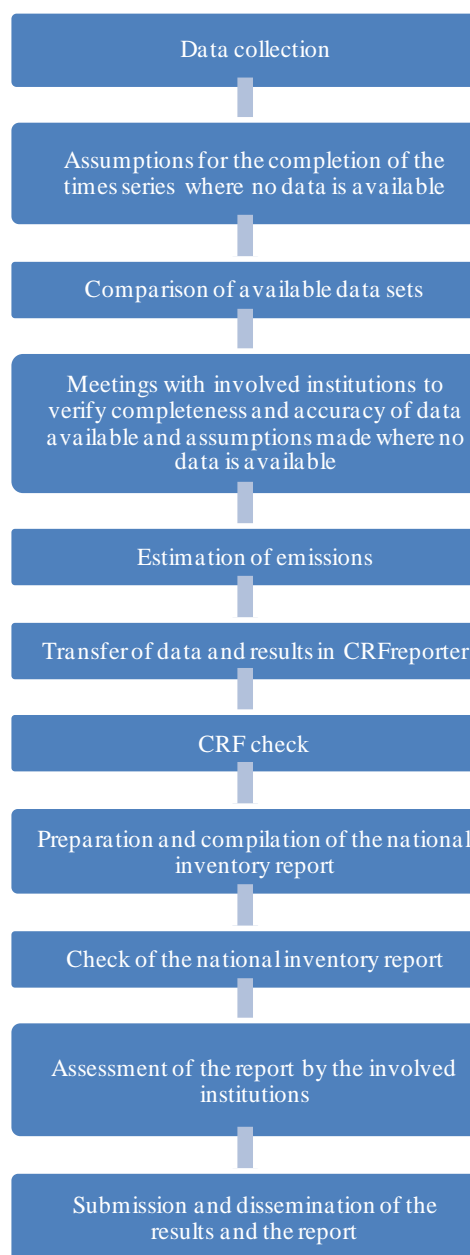 Data collection
Assumptions for the completion of the
times series where no data is available
Comparison of available data sets
Meetings with involved institutions to
verify completeness and accuracy of data
available and assumptions made where no
data is available
Estimation of emissions
Transfer of data and results in CRFreporter
CRF check
Preparation and compilation of the national
inventory report
Check of the national inventory report
Assessment of the report by the involved
institutions
Submission and dissemination of the
results and the report